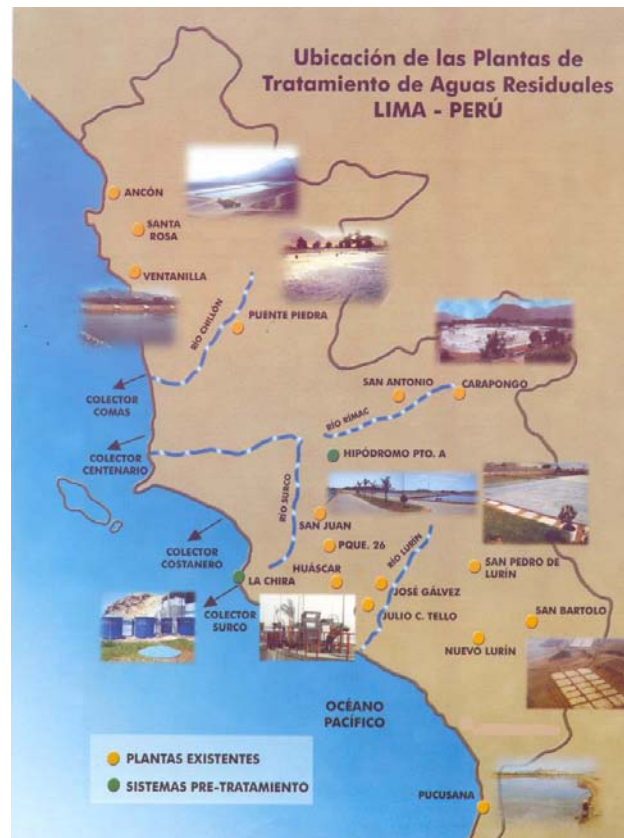 Ubicación de las Plantas de
Tratamiento de Aguas Residuales
LIMA - PERÚ
ANCÓN
SANTA
ROSA
VENTANILLA
RÍO CHILLÓN
PUENTE PIEDRA
COLECTOR
COMAS
SAN ANTONIO
CARAPONGO
RÍO RÍMAC
COLECTOR
CENTENARIO
HIPÓDROMO PTO. A
RÍO SURCO
SAN JUAN
COLECTOR
COSTANERO
PQUE. 26
RÍO LURÍN
LA CHIRA
HUÁSCAR
JOSÉ GÁLVEZ
SAN PEDRO DE
LURÍN
COLECTOR
SURCO
JULIO C. TELLO
SAN BARTOLO
NUEVO LURÍN
OCÉANO
PACÍFICO
PLANTAS EXISTENTES
SISTEMAS PRE-TRATAMIENTO
PUCUSANA